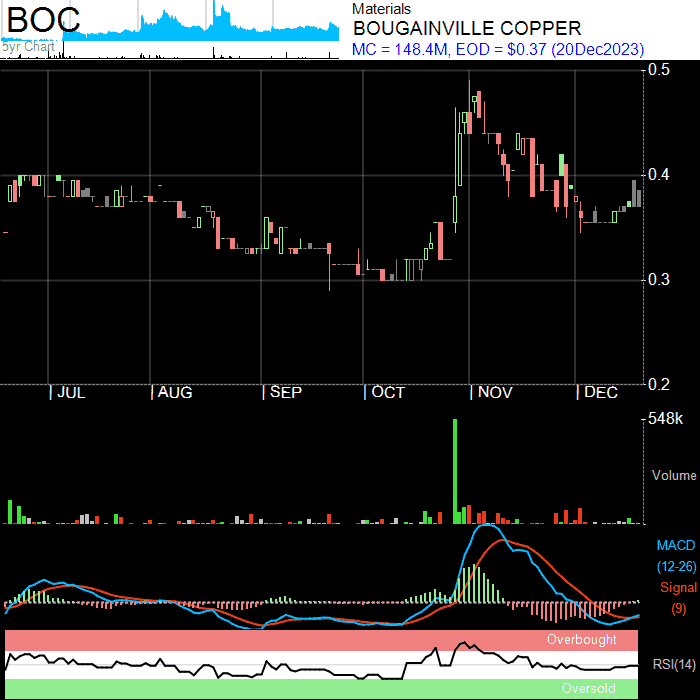 BOC
5yr Chart
Materials
BOUGAINVILLE COPPER
MC = 148.4M, EOD = $0.37 (20Dec2023)
0.5
0.4
0.3
0.2
| JUL | AUG | SEP | OCT | NOV | DEC
548k
Volume
MACD
(12-26)
Signal
(9)
Overbought
RSI(14)
Oversold